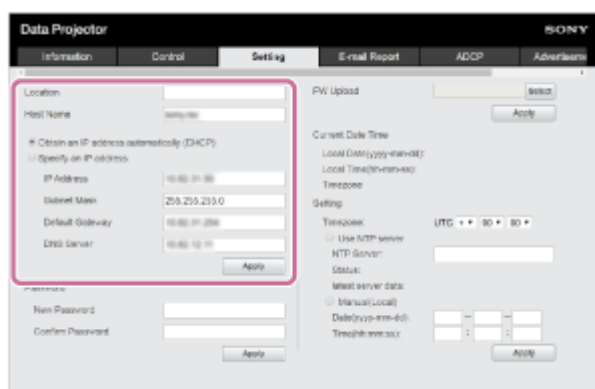 Data Projector
SONY
Information Control Setting E-mail Report ADCP Advertiseme
Location
Host Name
Obtain an IP address automatically (DHCP)
Specify an IP address
IP Address
Subnet Mask 255.255.255.0
Default Gateway
DNS Server
Apply
Password
New Password
Confirm Password
Apply
FW Upload Select
Apply
Current Date Time
Local Date(yyyy-mm-dd):
Local Time(hh-mm-ss):
Timezone
Setting
Timezone: UTC + 00 00
Use NTP server
NTP Server:
Status:
latest server data:
Manual(Local)
Date(yyyy-mm-dd): - -
Time(hh:mm:ss): : :
Apply